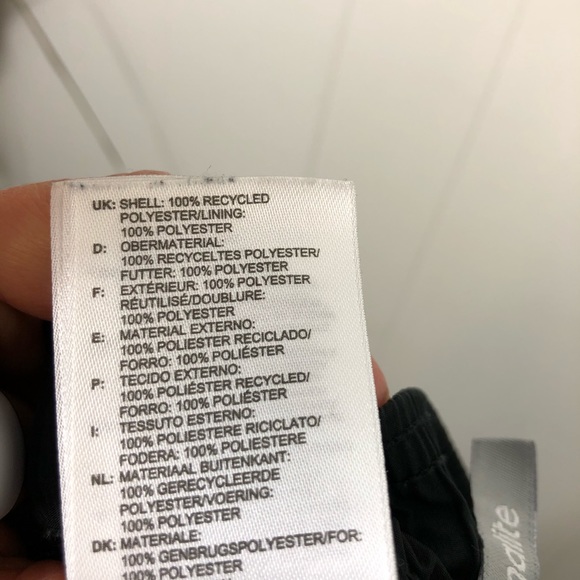 UK: SHELL: 100% RECYCLED
POLYESTER/LINING:
100% POLYESTER
D: OBERMATERIAL:
100% RECYCELTES POLYESTER/
FUTTER: 100% POLYESTER
F: EXTÉRIEUR: 100% POLYESTER
RÉUTILISÉ/DOUBLURE:
100% POLYESTER
E: MATERIAL EXTERNO:
100% POLIESTER RECICLADO/
FORRO: 100% POLIÉSTER
P: TECIDO EXTERNO:
100% POLIÉSTER RECYCLED/
FORRO: 100% POLIÉSTER
I: TESSUTO ESTERNO:
100% POLIESTERE RICICLATO/
FODERA: 100% POLIESTERE
NL: MATERIAAL BUITENKANT:
100% GERECYCLEERDE
POLYESTER/VOERING:
100% POLYESTER
DK: MATERIALE:
100% GENBRUGSPOLYESTER/FOR:
100% POLYESTER